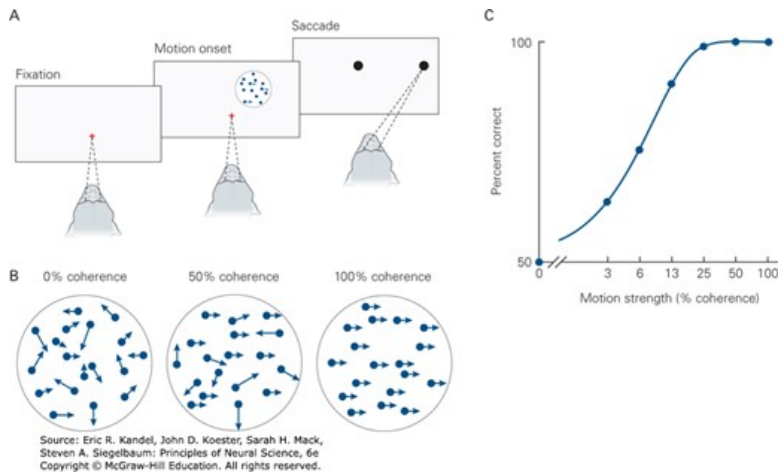 A
Fixation
Motion onset
Saccade
B
0% coherence
50% coherence
100% coherence
Source: Eric R. Kandel, John D. Koester, Sarah H. Mack,
Steven A. Siegelbaum: Principles of Neural Science, 6e
Copyright © McGraw-Hill Education. All rights reserved.
C
Percent correct
100
50
0 3 6 13 25 50 100
Motion strength (% coherence)